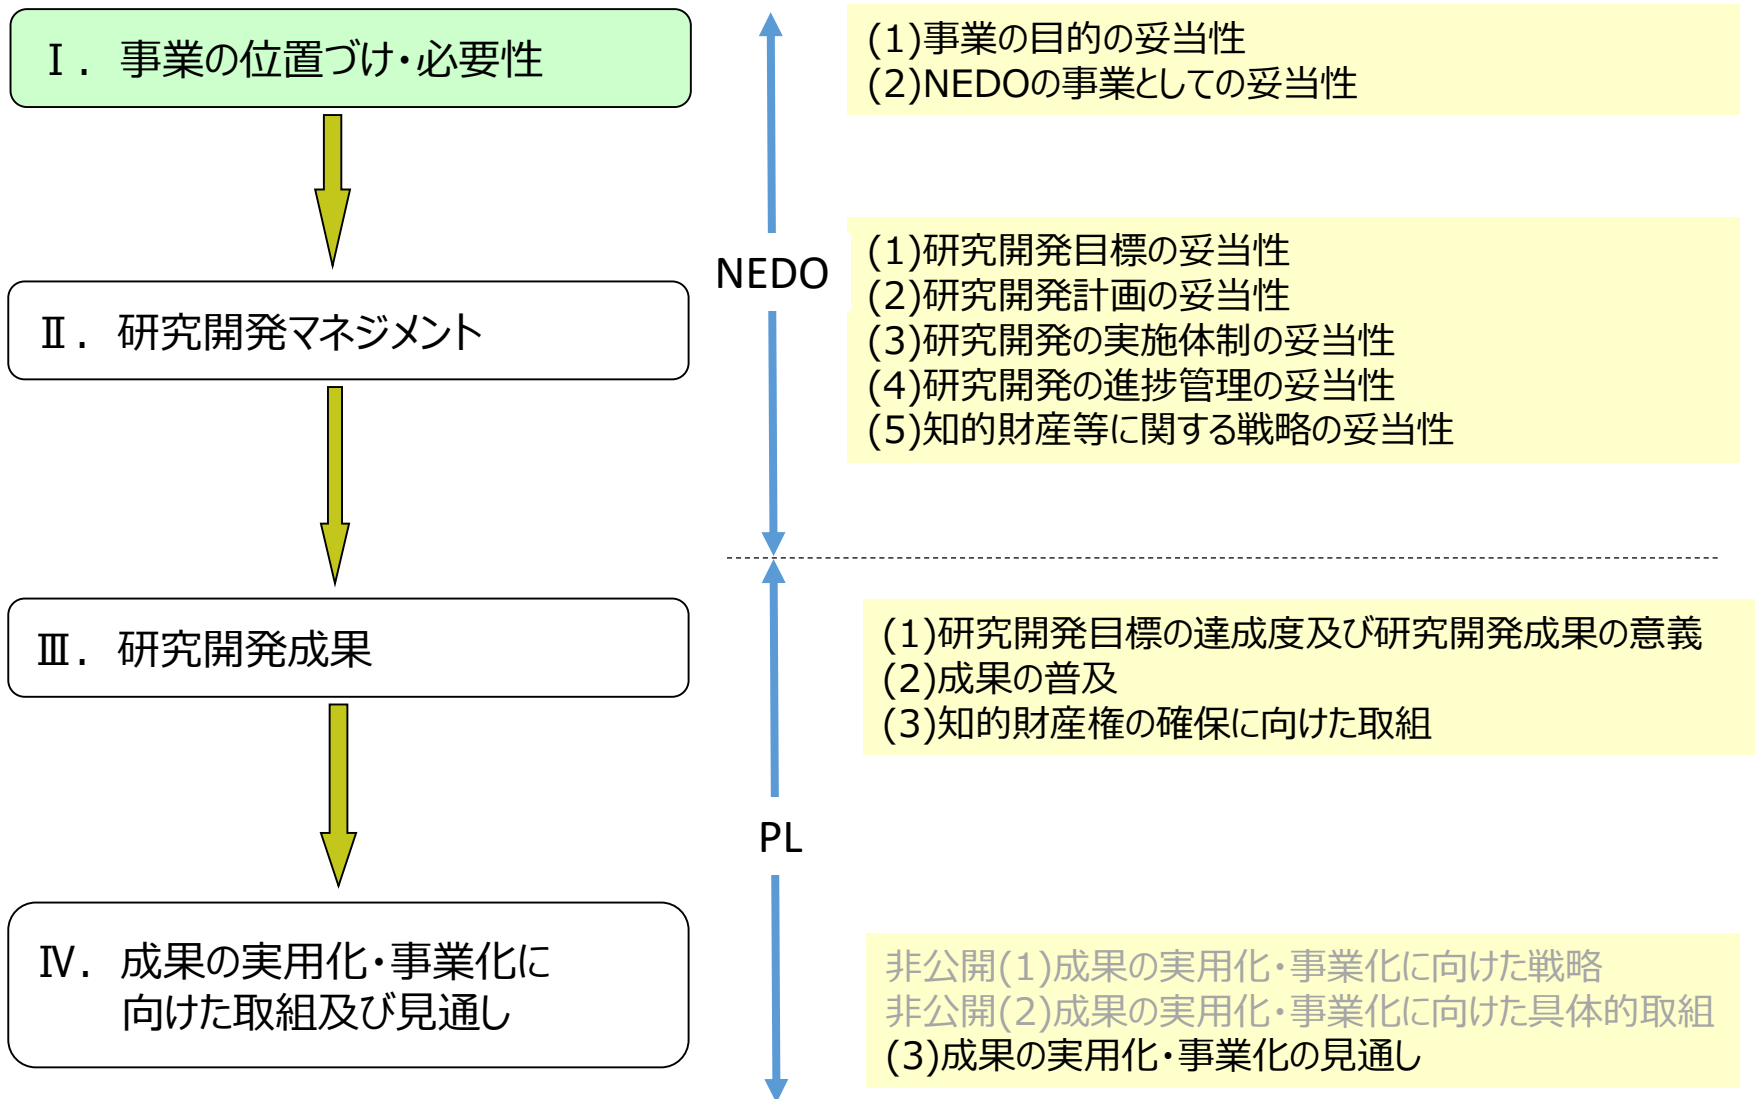 Ⅰ. 事業の位置づけ・必要性
(1)事業の目的の妥当性
(2)NEDOの事業としての妥当性
NEDO
Ⅱ. 研究開発マネジメント
(1)研究開発目標の妥当性
(2)研究開発計画の妥当性
(3)研究開発の実施体制の妥当性
(4)研究開発の進捗管理の妥当性
(5)知的財産等に関する戦略の妥当性
Ⅲ. 研究開発成果
(1)研究開発目標の達成度及び研究開発成果の意義
(2)成果の普及
(3)知的財産権の確保に向けた取組
PL
Ⅳ. 成果の実用化・事業化に
向けた取組及び見通し
非公開(1)成果の実用化・事業化に向けた戦略
非公開(2)成果の実用化・事業化に向けた具体的取組
(3)成果の実用化・事業化の見通し